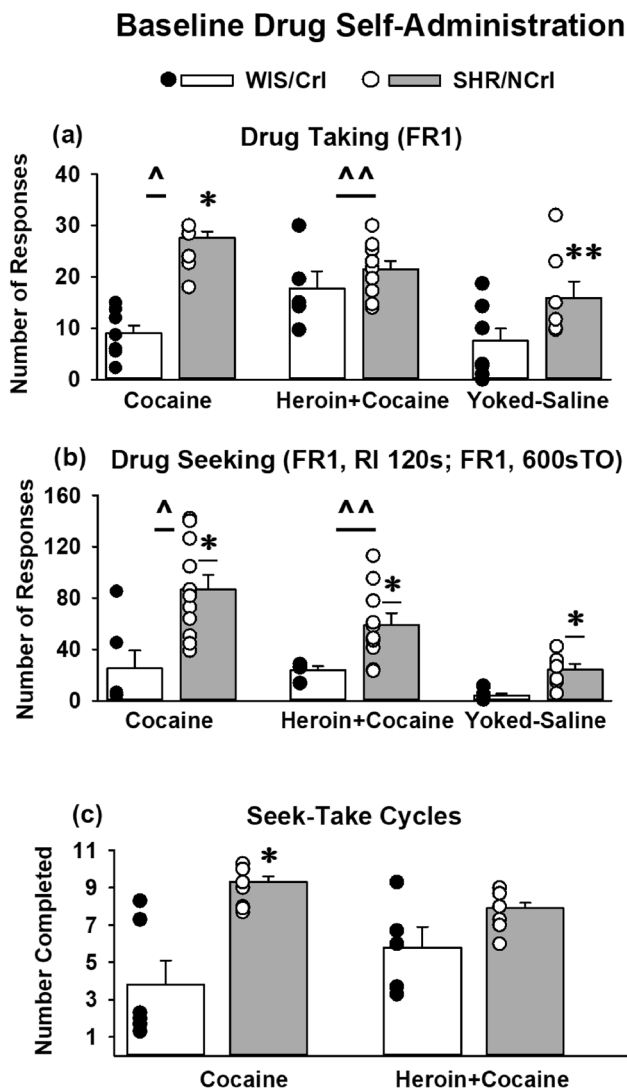 Baseline Drug Self-Administration
WIS/Crl SHR/NCrl
(a) Drug Taking (FR1)
^ * ^^ **
Number of Responses
40
30
20
10
0
Cocaine Heroin+Cocaine Yoked-Saline
(b) Drug Seeking (FR1, RI 120s; FR1, 600sTO)
^ * ^^ * *
Number of Responses
160
120
80
40
0
Cocaine Heroin+Cocaine Yoked-Saline
(c) Seek-Take Cycles
*
Number Completed
11
9
7
5
3
1
Cocaine Heroin+Cocaine